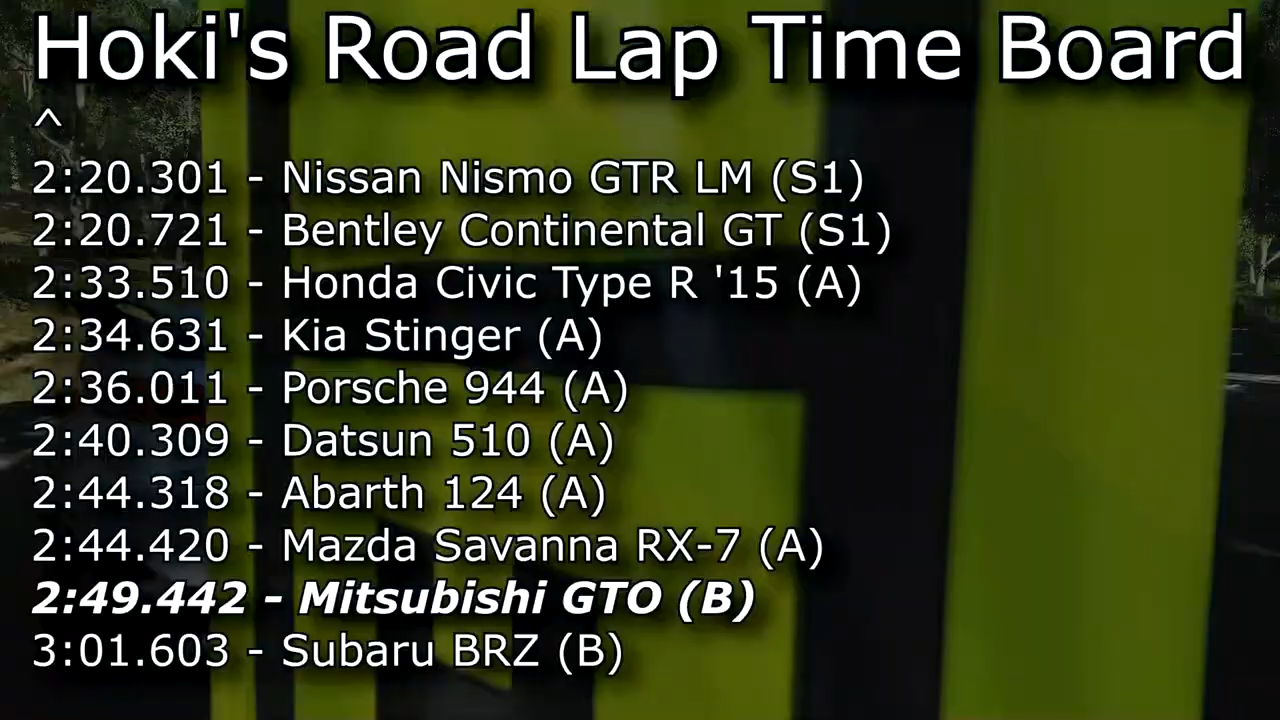 Hoki's Road Lap Time Board
^
2:20.301 - Nissan Nismo GTR LM (S1)
2:20.721 - Bentley Continental GT (S1)
2:33.510 - Honda Civic Type R '15 (A)
2:34.631 - Kia Stinger (A)
2:36.011 - Porsche 944 (A)
2:40.309 - Datsun 510 (A)
2:44.318 - Abarth 124 (A)
2:44.420 - Mazda Savanna RX-7 (A)
2:49.442 - Mitsubishi GTO (B)
3:01.603 - Subaru BRZ (B)